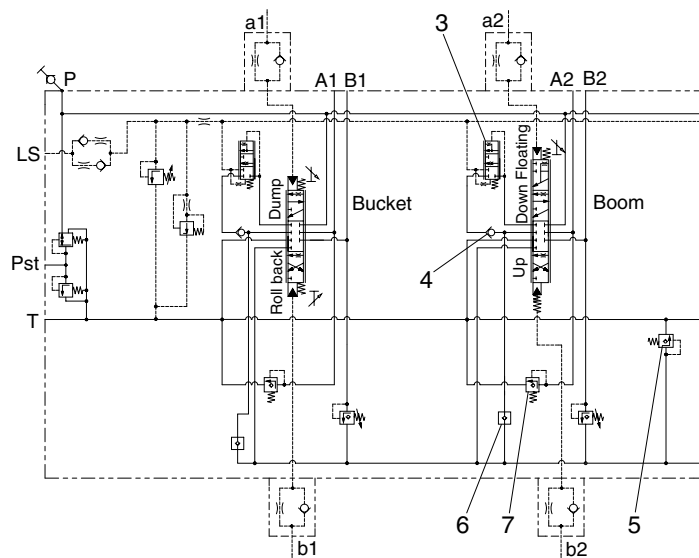 a1
a2
3
P
A1
B1
A2
B2
LS
Dump
Bucket
Down Floating
Boom
Pst
Roll back
4
Up
T
6
7
5
b1
b2